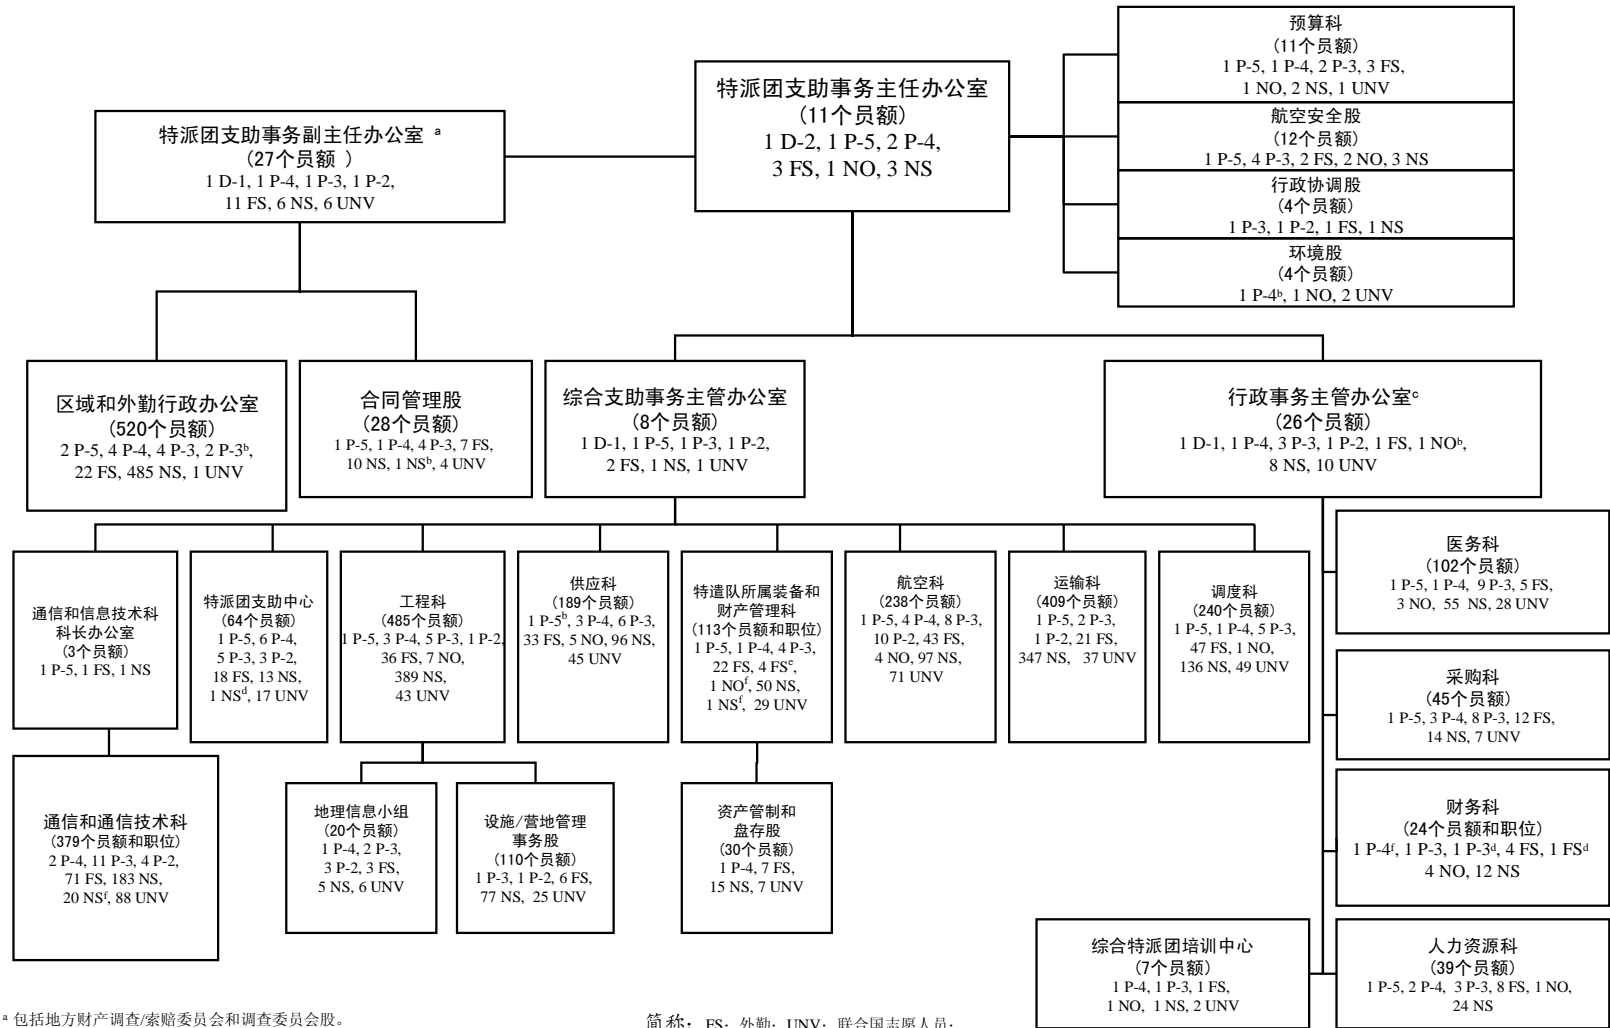 预算科
(11个员额)
1 P-5, 1 P-4, 2 P-3, 3 FS,
1 NO, 2 NS, 1 UNV
特派团支助事务主任办公室
(11个员额)
1 D-2, 1 P-5, 2 P-4,
3 FS, 1 NO, 3 NS
航空安全股
(12个员额)
1 P-5, 4 P-3, 2 FS, 2 NO, 3 NS
特派团支助事务副主任办公室 a
(27个员额 )
1 D-1, 1 P-4, 1 P-3, 1 P-2,
11 FS, 6 NS, 6 UNV
行政协调股
(4个员额)
1 P-3, 1 P-2, 1 FS, 1 NS
环境股
(4个员额)
1 P-4b, 1 NO, 2 UNV
区域和外勤行政办公室
(520个员额)
2 P-5, 4 P-4, 4 P-3, 2 P-3b,
22 FS, 485 NS, 1 UNV
合同管理股
(28个员额)
1 P-5, 1 P-4, 4 P-3, 7 FS,
10 NS, 1 NSb, 4 UNV
综合支助事务主管办公室
(8个员额)
1 D-1, 1 P-5, 1 P-3, 1 P-2,
2 FS, 1 NS, 1 UNV
行政事务主管办公室c
(26个员额)
1 D-1, 1 P-4, 3 P-3, 1 P-2, 1 FS, 1 NOb,
8 NS, 10 UNV
通信和信息技术科
科长办公室
(3个员额)
1 P-5, 1 FS, 1 NS
特派团支助中心
(64个员额)
1 P-5, 6 P-4,
5 P-3, 3 P-2,
18 FS, 13 NS,
1 NSd, 17 UNV
工程科
(485个员额)
1 P-5, 3 P-4, 5 P-3, 1 P-2,
36 FS, 7 NO,
389 NS,
43 UNV
供应科
(189个员额)
1 P-5b, 3 P-4, 6 P-3,
33 FS, 5 NO, 96 NS,
45 UNV
特遣队所属装备和
财产管理科
(113个员额和职位)
1 P-5, 1 P-4, 4 P-3,
22 FS, 4 FSe,
1 NOf, 50 NS,
1 NSf, 29 UNV
航空科
(238个员额)
1 P-5, 4 P-4, 8 P-3,
10 P-2, 43 FS,
4 NO, 97 NS,
71 UNV
运输科
(409个员额)
1 P-5, 2 P-3,
1 P-2, 21 FS,
347 NS, 37 UNV
调度科
(240个员额)
1 P-5, 1 P-4, 5 P-3,
47 FS, 1 NO,
136 NS, 49 UNV
医务科
(102个员额)
1 P-5, 1 P-4, 9 P-3, 5 FS,
3 NO, 55 NS, 28 UNV
采购科
(45个员额)
1 P-5, 3 P-4, 8 P-3, 12 FS,
14 NS, 7 UNV
通信和通信技术科
(379个员额和职位)
2 P-4, 11 P-3, 4 P-2,
71 FS, 183 NS,
20 NSf, 88 UNV
地理信息小组
(20个员额)
1 P-4, 2 P-3,
3 P-2, 3 FS,
5 NS, 6 UNV
设施/营地管理
事务股
(110个员额)
1 P-3, 1 P-2, 6 FS,
77 NS, 25 UNV
资产管制和
盘存股
(30个员额)
1 P-4, 7 FS,
15 NS, 7 UNV
财务科
(24个员额和职位)
1 P-4f, 1 P-3, 1 P-3d, 4 FS, 1 FSd
4 NO, 12 NS
综合特派团培训中心
(7个员额)
1 P-4, 1 P-3, 1 FS,
1 NO, 1 NS, 2 UNV
人力资源科
(39个员额)
1 P-5, 2 P-4, 3 P-3, 8 FS, 1 NO,
24 NS
a 包括地方财产调查/索赔委员会和调查委员会股。
简称：FS：外勤；UNV：联合国志愿人员；